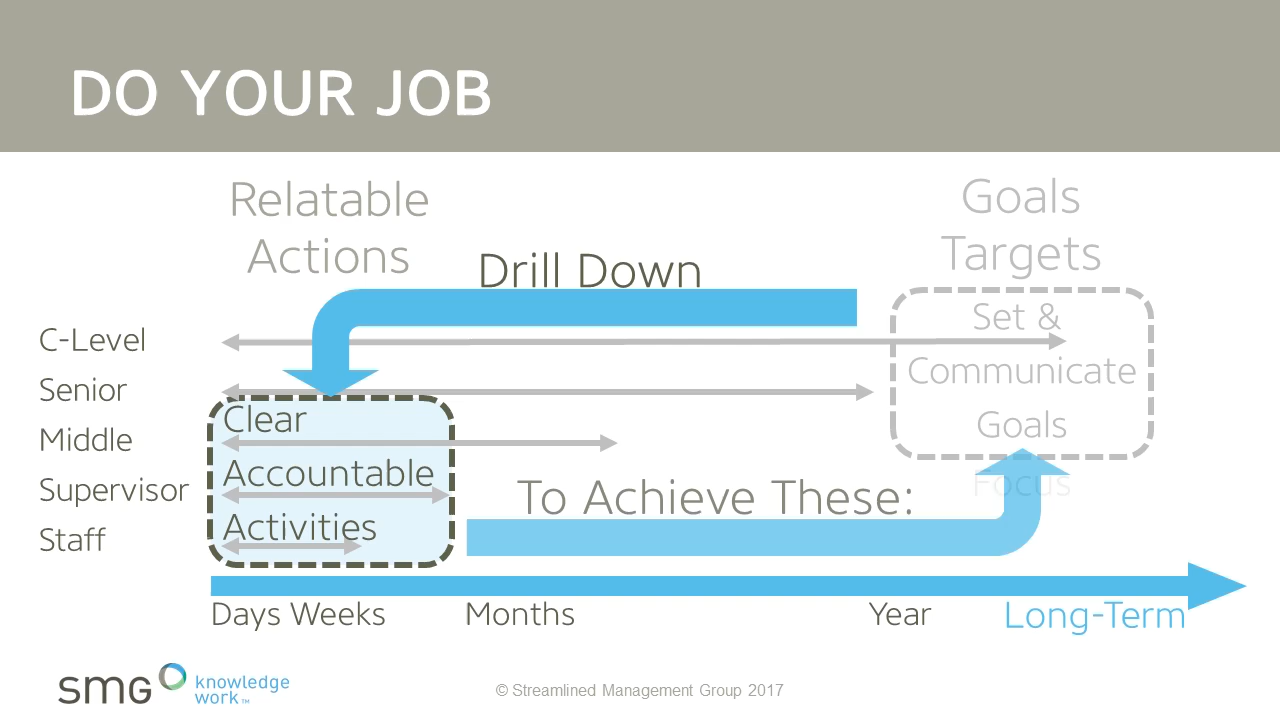 DO YOUR JOB
Relatable
Actions
Goals
Targets
Drill Down
Set &
Communicate
Goals
Focus
C-Level
Senior
Middle
Supervisor
Staff
Clear
Accountable
Activities
To Achieve These:
Days Weeks
Months
Year
Long-Term
smg knowledge
work™
© Streamlined Management Group 2017